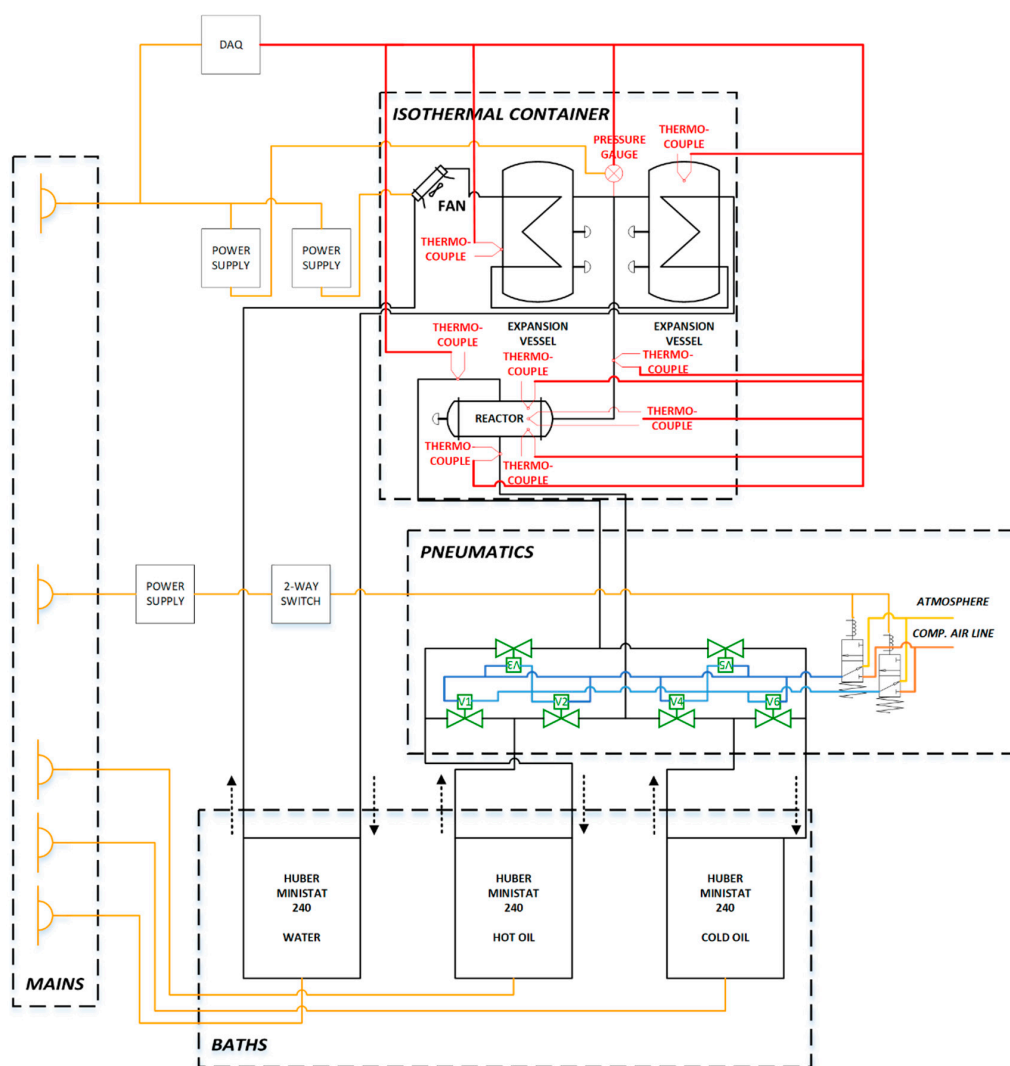 DAQ
ISOTHERMAL CONTAINER
PRESSURE
GAUGE
THERMO-
COUPLE
FAN
POWER
SUPPLY
POWER
SUPPLY
THERMO-
COUPLE
EXPANSION
VESSEL
EXPANSION
VESSEL
THERMO-
COUPLE
THERMO-
COUPLE
THERMO-
COUPLE
REACTOR
THERMO-
COUPLE
THERMO-
COUPLE
THERMO-
COUPLE
PNEUMATICS
POWER
SUPPLY
2-WAY
SWITCH
ATMOSPHERE
COMP. AIR LINE
V3
V5
V1
V2
V4
V6
HUBER
MINISTAT
240
WATER
HUBER
MINISTAT
240
HOT OIL
HUBER
MINISTAT
240
COLD OIL
MAINS
BATHS